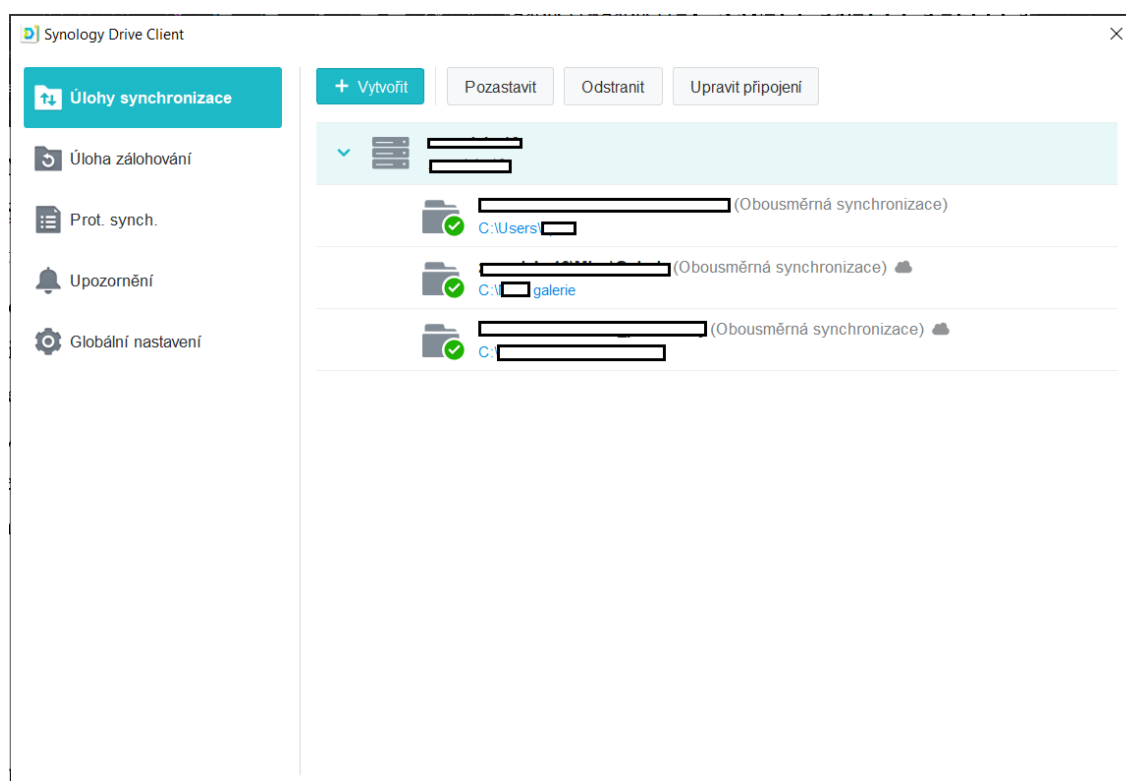 Synology Drive Client
Úlohy synchronizace
Úloha zálohování
Prot. synch.
Upozornění
Globální nastavení
+ Vytvořit
Pozastavit
Odstranit
Upravit připojení
(Obousměrná synchronizace)
C:\Users\
(Obousměrná synchronizace)
C:\ galerie
(Obousměrná synchronizace)
C:\